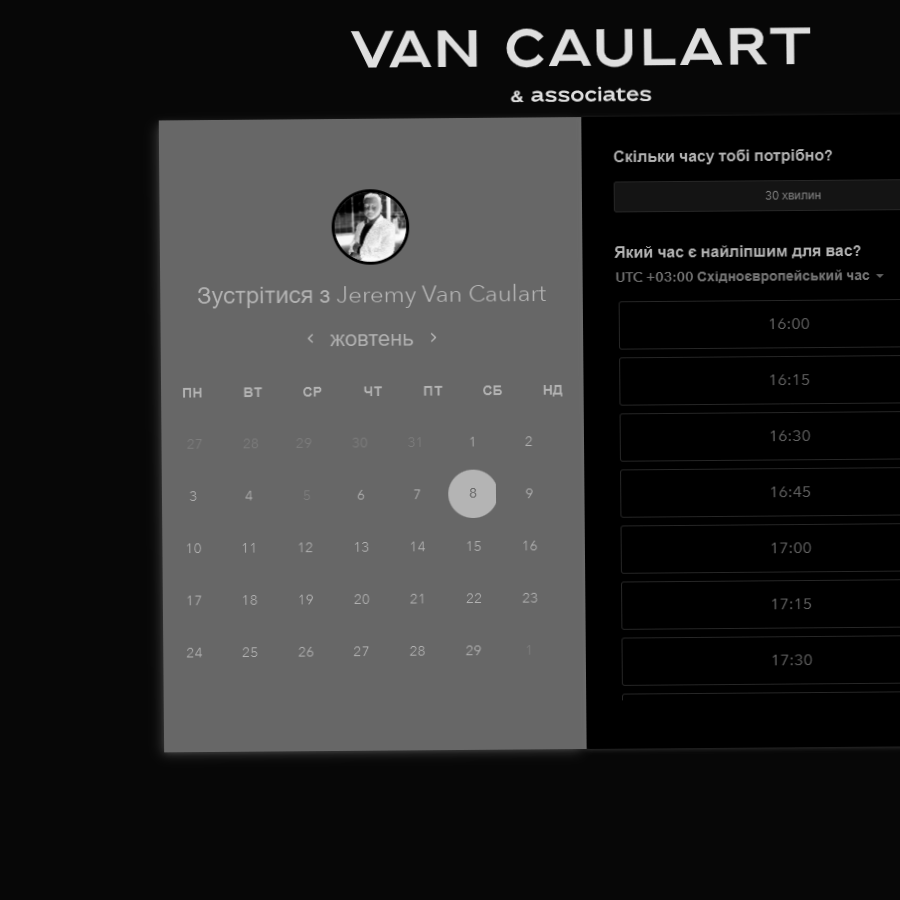 VAN CAULART
& associates
Зустрітися з Jeremy Van Caulart
жовтень
ПН ВТ СР ЧТ ПТ СБ НД
27 28 29 30 31 1 2
3 4 5 6 7 8 9
10 11 12 13 14 15 16
17 18 19 20 21 22 23
24 25 26 27 28 29 1
Скільки часу тобі потрібно?
30 хвилин
Який час є найліпшим для вас?
UTC +03:00 Східноєвропейський час
16:00
16:15
16:30
16:45
17:00
17:15
17:30